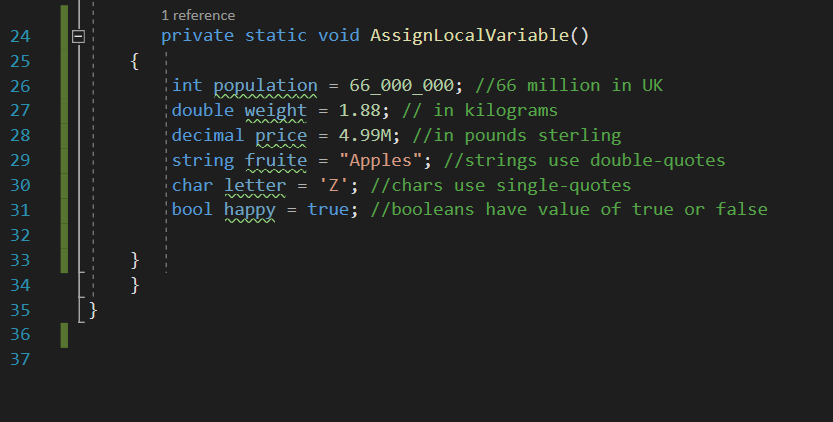 1 reference
24 private static void AssignLocalVariable()
25 {
26 int population = 66_000_000; //66 million in UK
27 double weight = 1.88; // in kilograms
28 decimal price = 4.99M; //in pounds sterling
29 string fruite = "Apples"; //strings use double-quotes
30 char letter = 'Z'; //chars use single-quotes
31 bool happy = true; //booleans have value of true or false
32
33 }
34 }
35 }
36
37